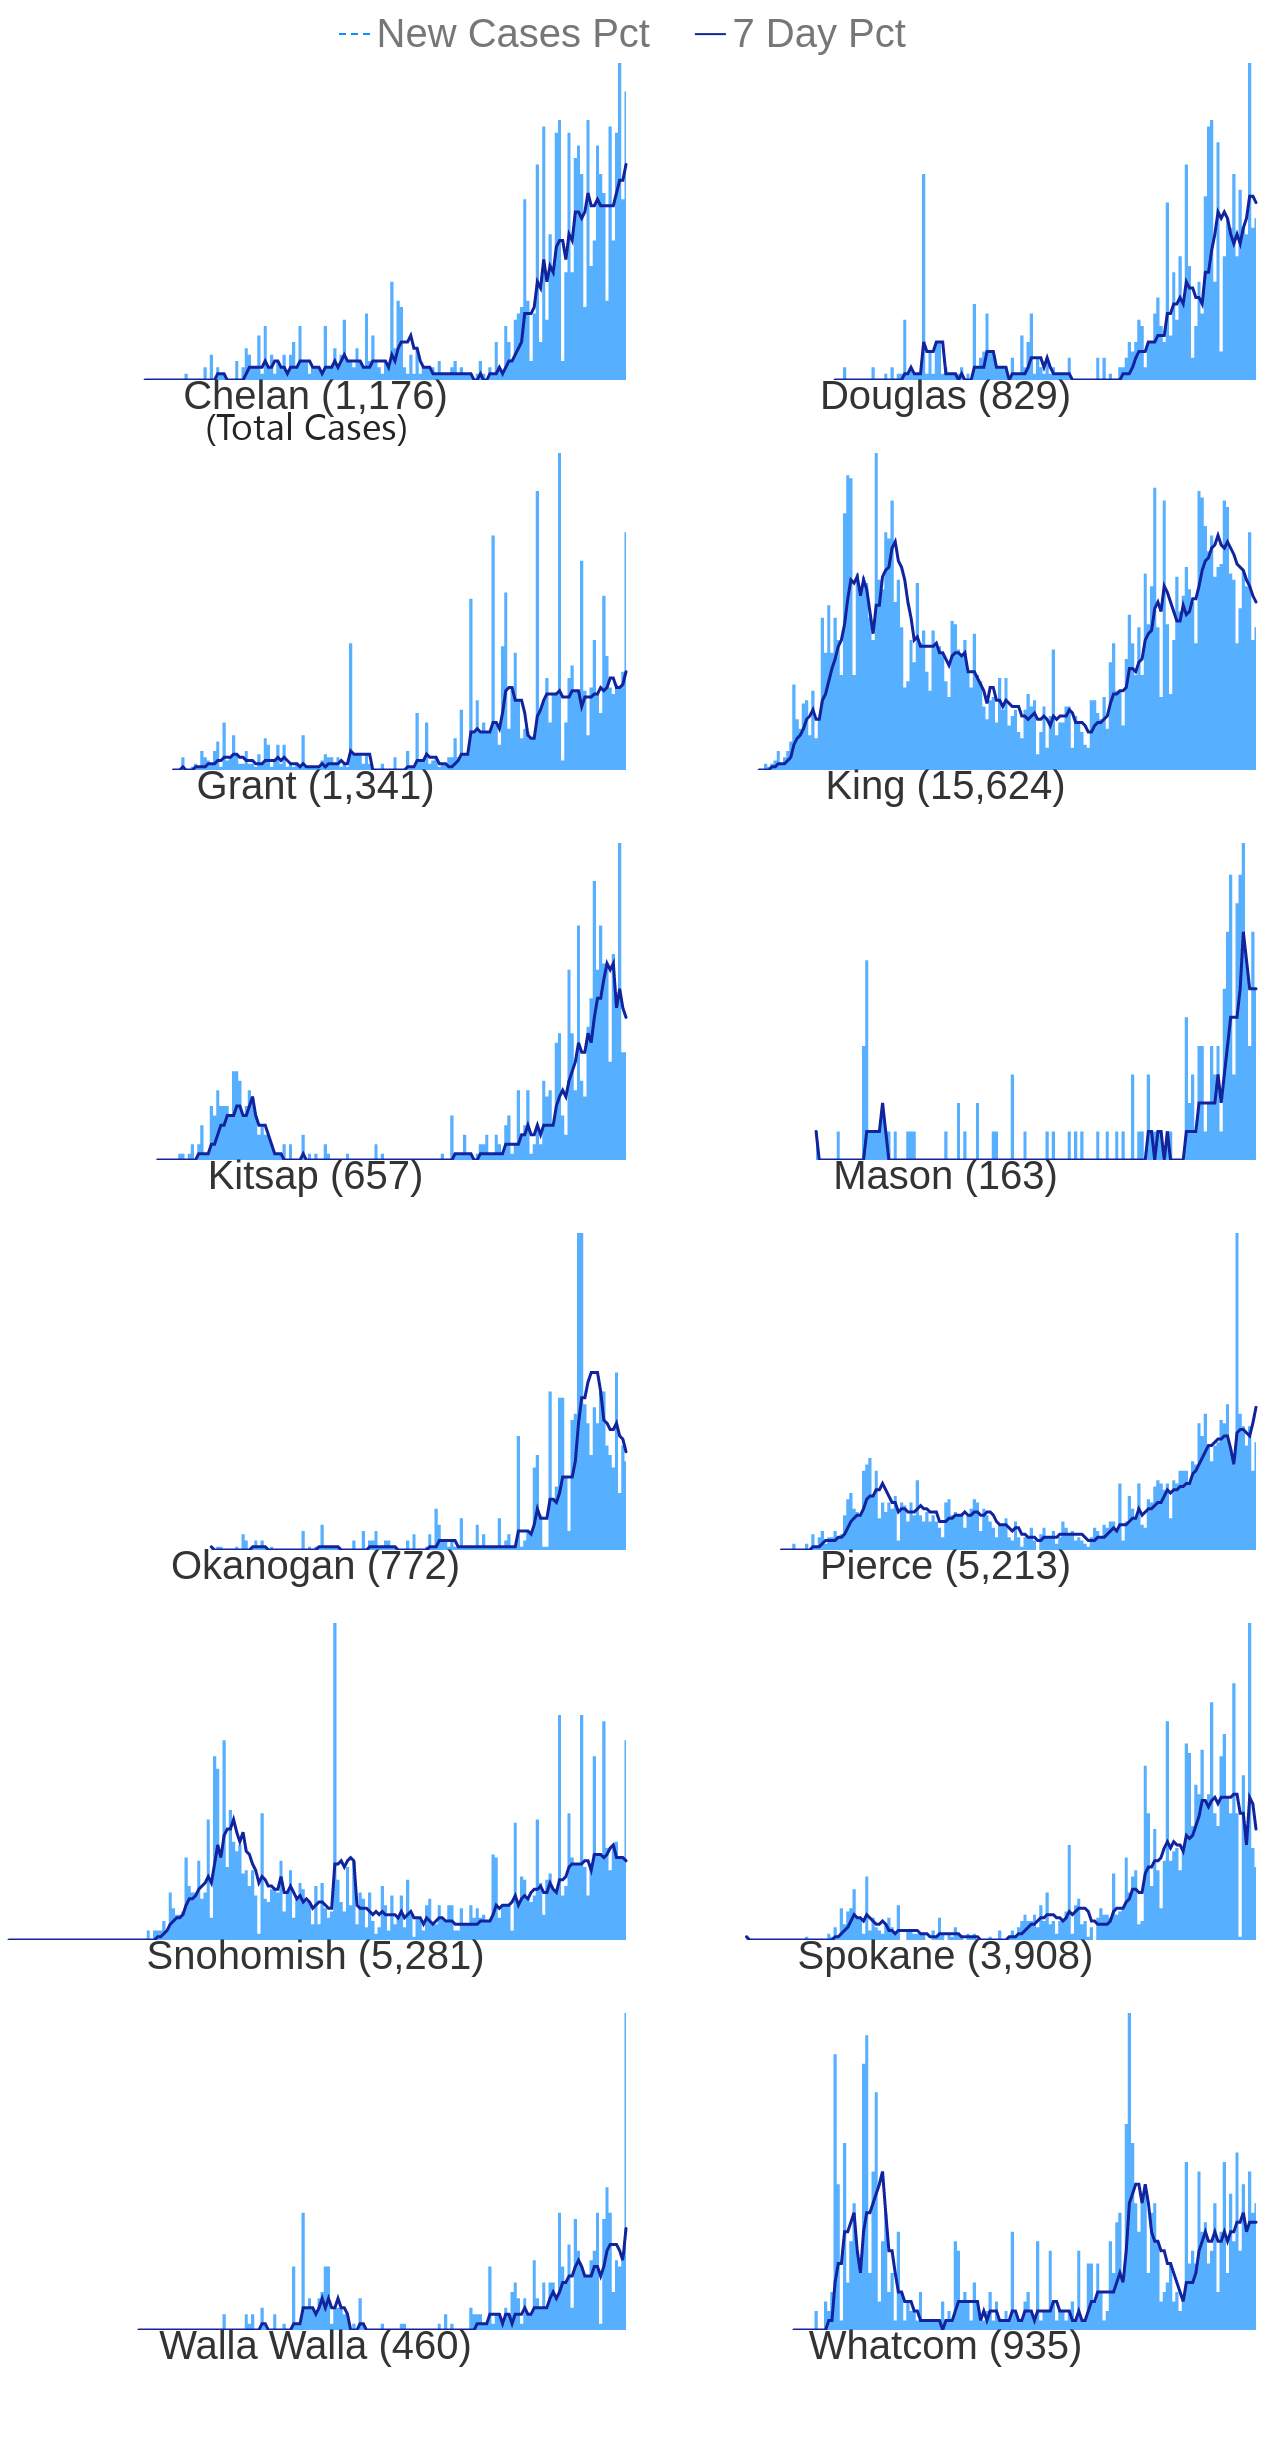 New Cases Pct 7 Day Pct
Chelan (1,176) Douglas (829)
(Total Cases)
Grant (1,341) King (15,624)
Kitsap (657) Mason (163)
Okanogan (772) Pierce (5,213)
Snohomish (5,281) Spokane (3,908)
Walla Walla (460) Whatcom (935)